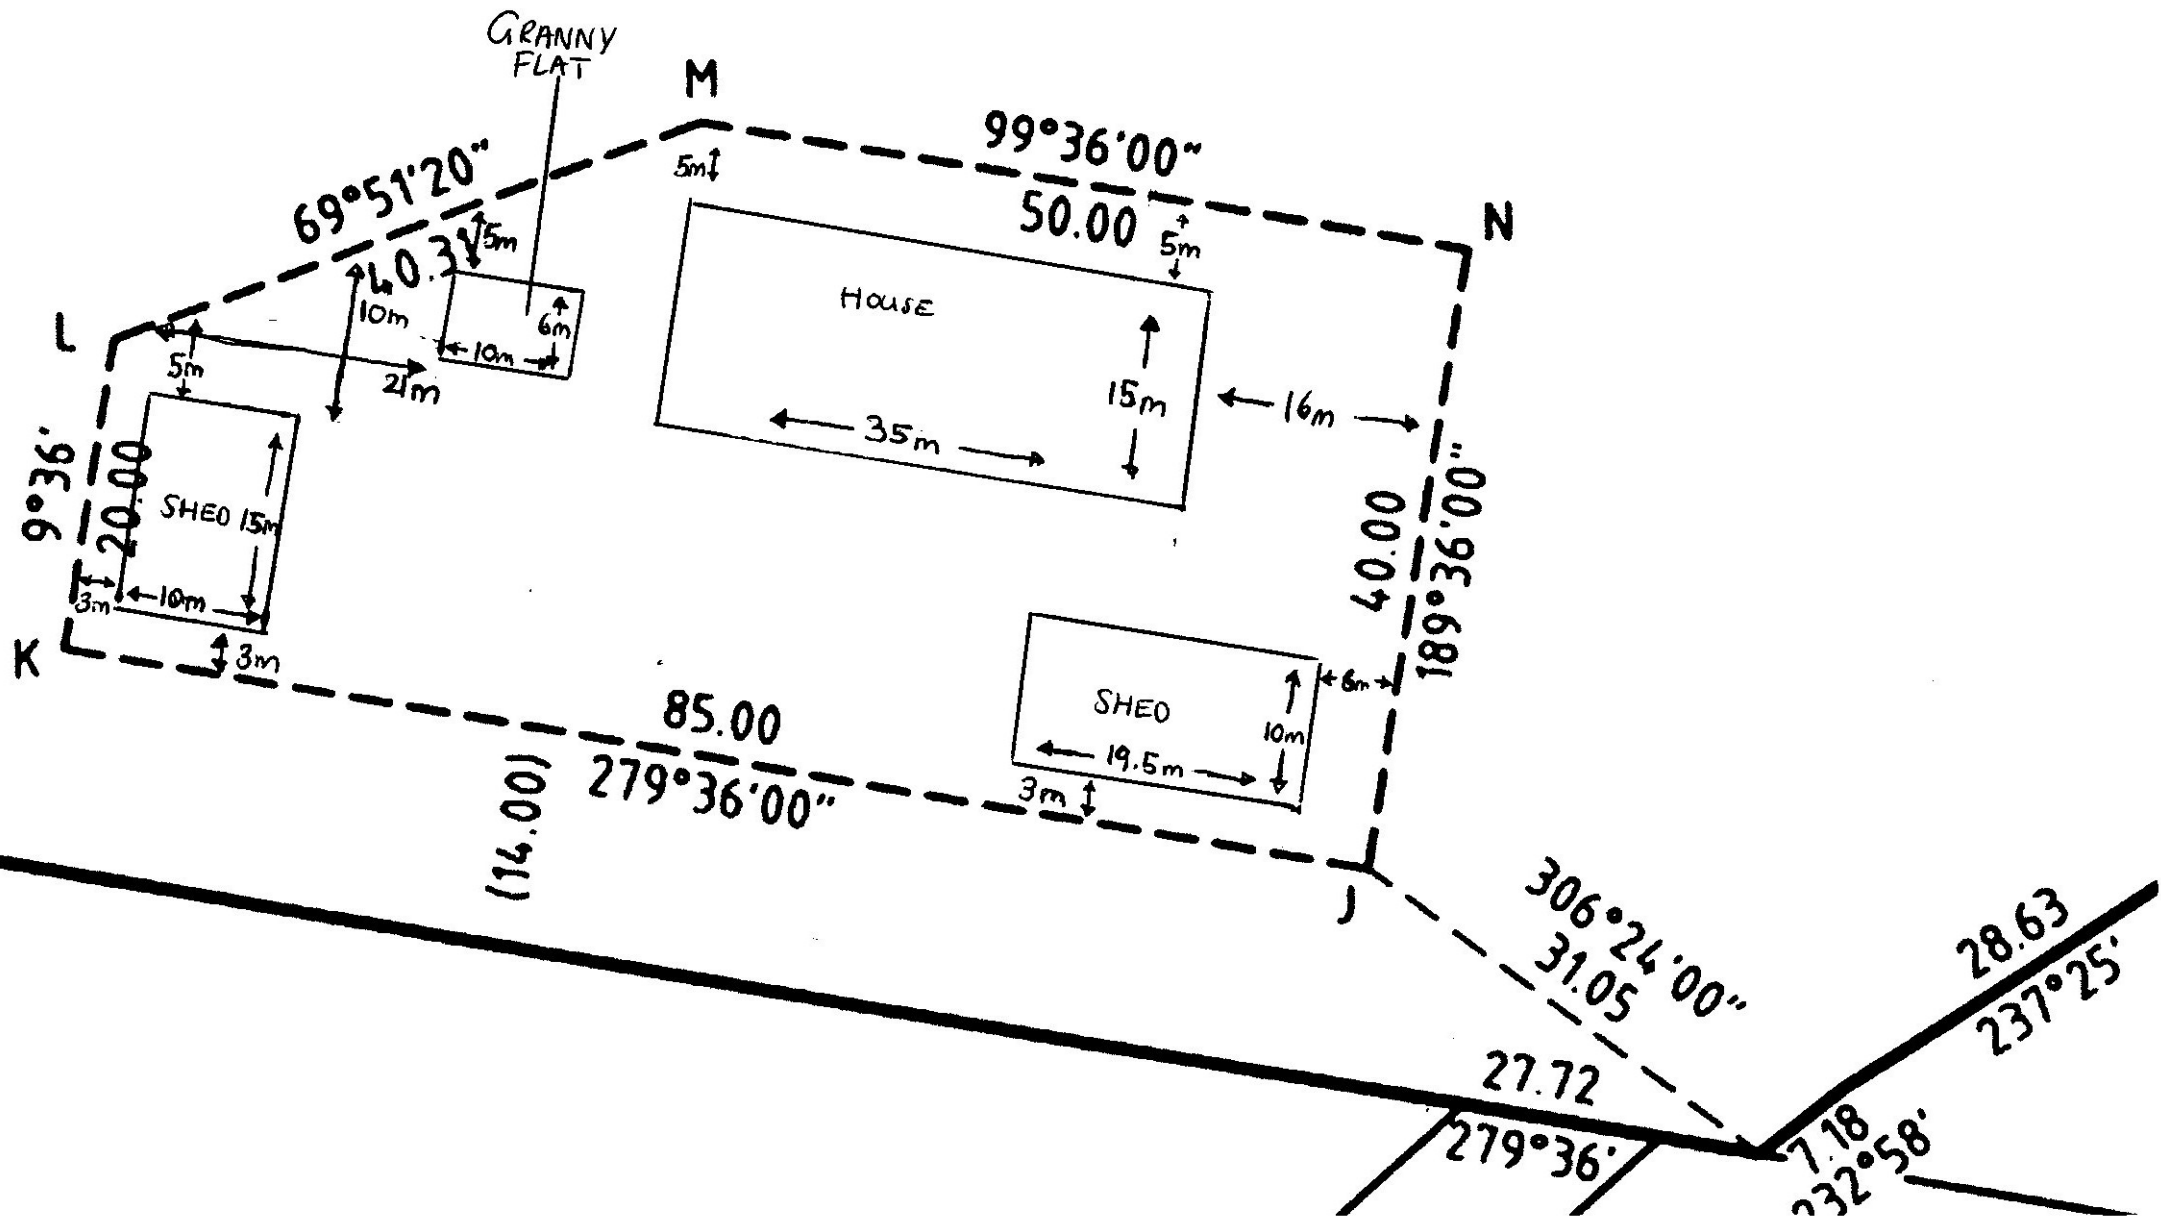 GRANNY
FLAT
M
99°36'00"
50.00
N
69°51'20"
40.31
5m
5m
5m
L
10m
6m
10m
21m
5m
HOUSE
15m
35m
16m
9°36'
20.00
SHED
15m
10m
3m
3m
K
40.00
189°36'00"
SHED
10m
19.5m
6m
3m
85.00
279°36'00"
(14.00)
J
306°24'00"
31.05
28.63
237°25'
27.72
279°36'
7.18
232°58'